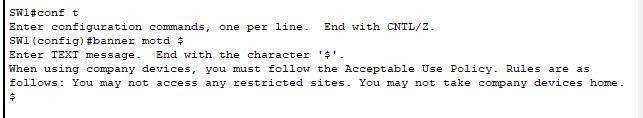 SW1#conf t
Enter configuration commands, one per line.  End with CNTL/Z.
SW1(config)#banner motd $
Enter TEXT message.  End with the character '$'.
When using company devices, you must follow the Acceptable Use Policy. Rules are as
follows: You may not access any restricted sites. You may not take company devices home.
$